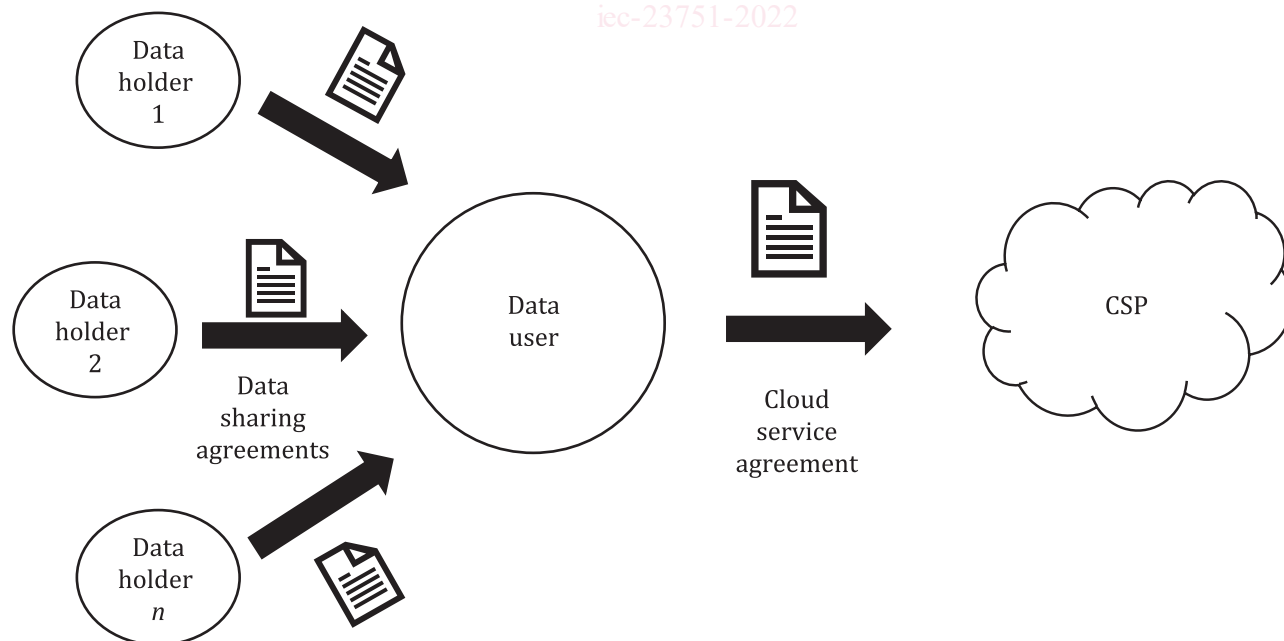 iec-23751-2022
Data
holder
1
Data
holder
2
Data
sharing
agreements
Data
holder
n
Data
user
Cloud
service
agreement
CSP